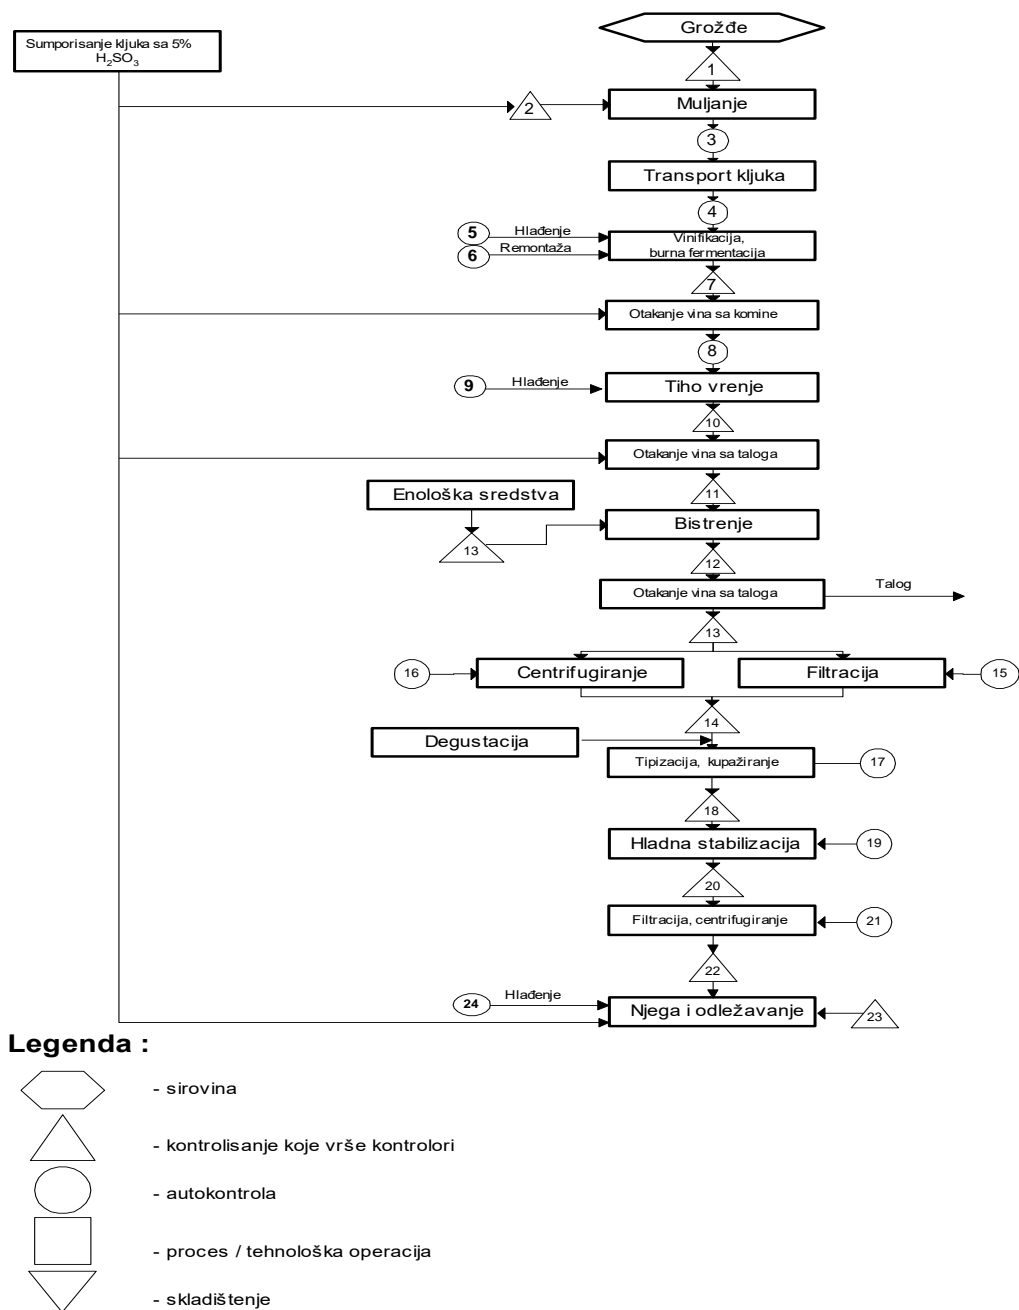 Grožđe
Sumporisanje kljuka sa 5%
H₂SO₃
1
2
Muljanje
3
Transport kljuka
4
5
Hlađenje
6
Remontaža
Vinifikacija,
burna fermentacija
7
Otakanje vina sa komine
8
9
Hlađenje
Tiho vrenje
10
Otakanje vina sa taloga
11
Enološka sredstva
13
Bistrenje
12
Otakanje vina sa taloga
Talog
13
16
Centrifugiranje
Filtracija
15
14
Degustacija
Tipizacija, kupažiranje
17
18
Hladna stabilizacija
19
20
Filtracija, centrifugiranje
21
22
24
Hlađenje
Njega i odležavanje
23
Legenda :
- sirovina
- kontrolisanje koje vrše kontrolori
- autokontrola
- proces / tehnološka operacija
- skladištenje